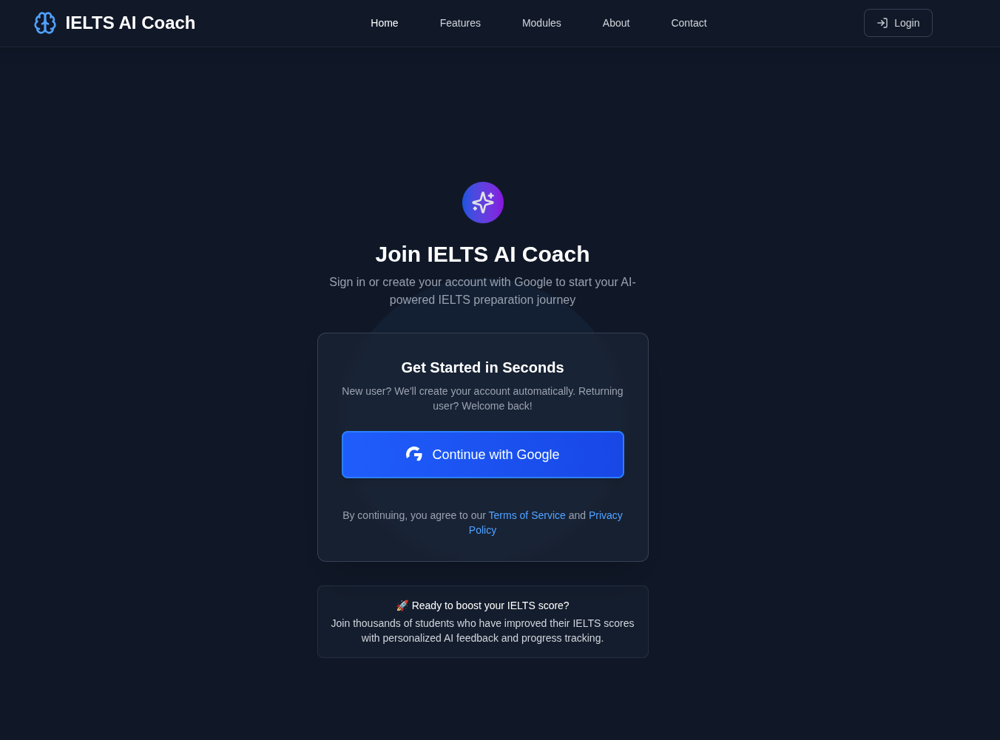 IELTS AI Coach
Home
Features
Modules
About
Contact
Login
Join IELTS AI Coach
Sign in or create your account with Google to start your AI-
powered IELTS preparation journey
Get Started in Seconds
New user? We'll create your account automatically. Returning
user? Welcome back!
Continue with Google
By continuing, you agree to our Terms of Service and Privacy
Policy
🚀 Ready to boost your IELTS score?
Join thousands of students who have improved their IELTS scores
with personalized AI feedback and progress tracking.